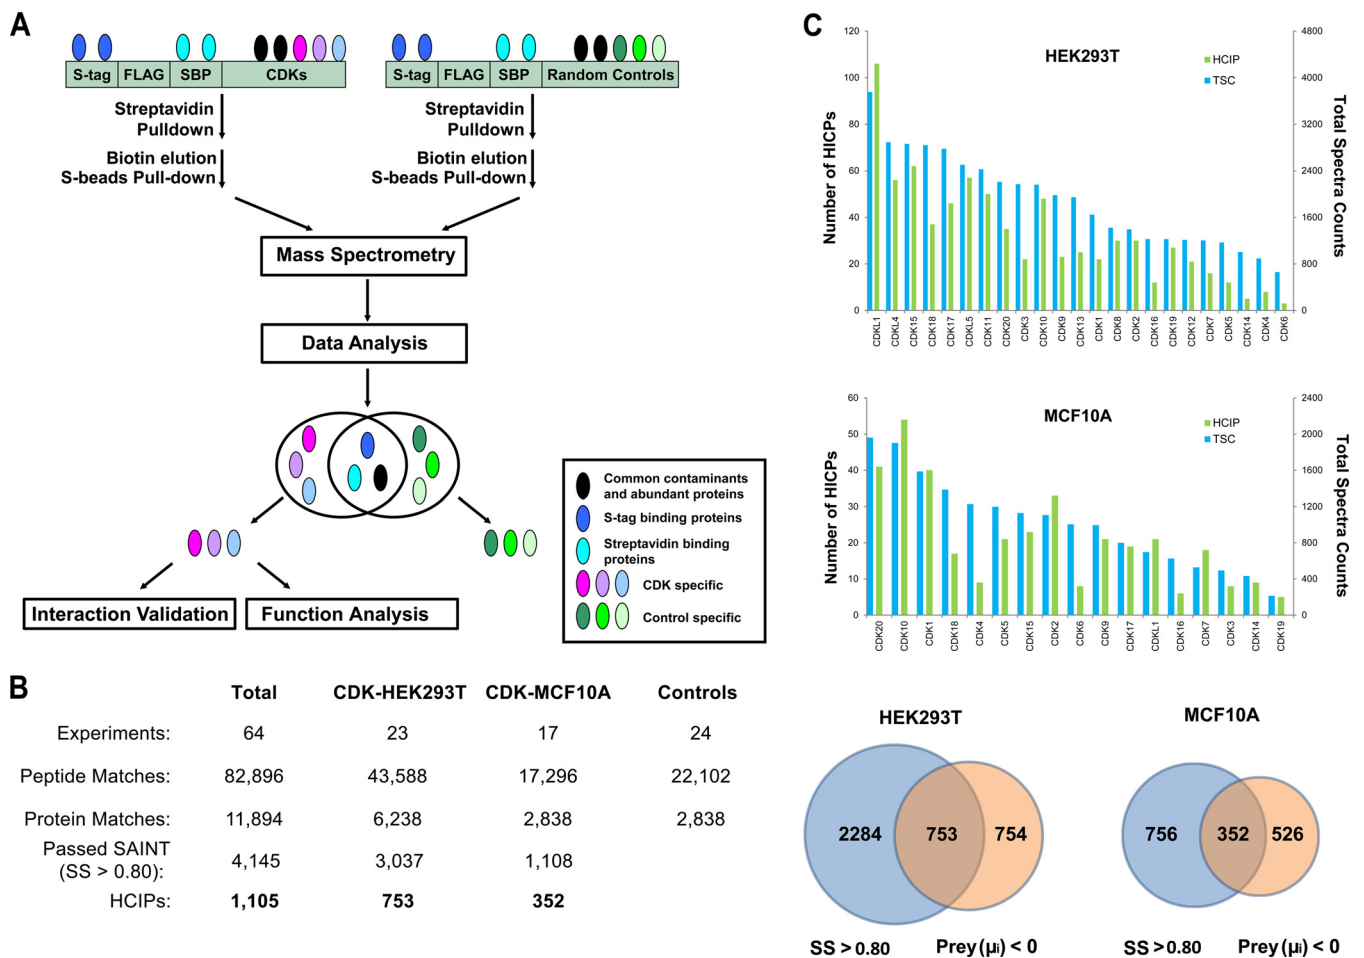 A
S-tag FLAG SBP CDKs
Streptavidin
Pulldown
Biotin elution
S-beads Pull-down
S-tag FLAG SBP Random Controls
Streptavidin
Pulldown
Biotin elution
S-beads Pull-down
Mass Spectrometry
Data Analysis
Common contaminants
and abundant proteins
S-tag binding proteins
Streptavidin binding
proteins
CDK specific
Control specific
Interaction Validation
Function Analysis
B
Total CDK-HEK293T CDK-MCF10A Controls
Experiments: 64 23 17 24
Peptide Matches: 82,896 43,588 17,296 22,102
Protein Matches: 11,894 6,238 2,838 2,838
Passed SAINT
(SS > 0.80): 4,145 3,037 1,108
HCIPs: 1,105 753 352
C
HEK293T
HCIP
TSC
Number of HICPs
120
100
80
60
40
20
0
Total Spectra Counts
4800
4000
3200
2400
1600
800
0
CDKL1 CDKL4 CDK15 CDK18 CDK17 CDKL5 CDK11 CDK20 CDK3 CDK10 CDK9 CDK13 CDK1 CDK8 CDK2 CDK16 CDK19 CDK12 CDK7 CDK5 CDK14 CDK4 CDK6
MCF10A
HCIP
TSC
Number of HICPs
60
50
40
30
20
10
0
Total Spectra Counts
2400
2000
1600
1200
800
400
0
CDK20 CDK10 CDK1 CDK18 CDK4 CDK5 CDK15 CDK2 CDK6 CDK9 CDK17 CDKL1 CDK16 CDK7 CDK3 CDK14 CDK19
HEK293T
2284 753 754
SS > 0.80 Prey (μi) < 0
MCF10A
756 352 526
SS > 0.80 Prey (μi) < 0